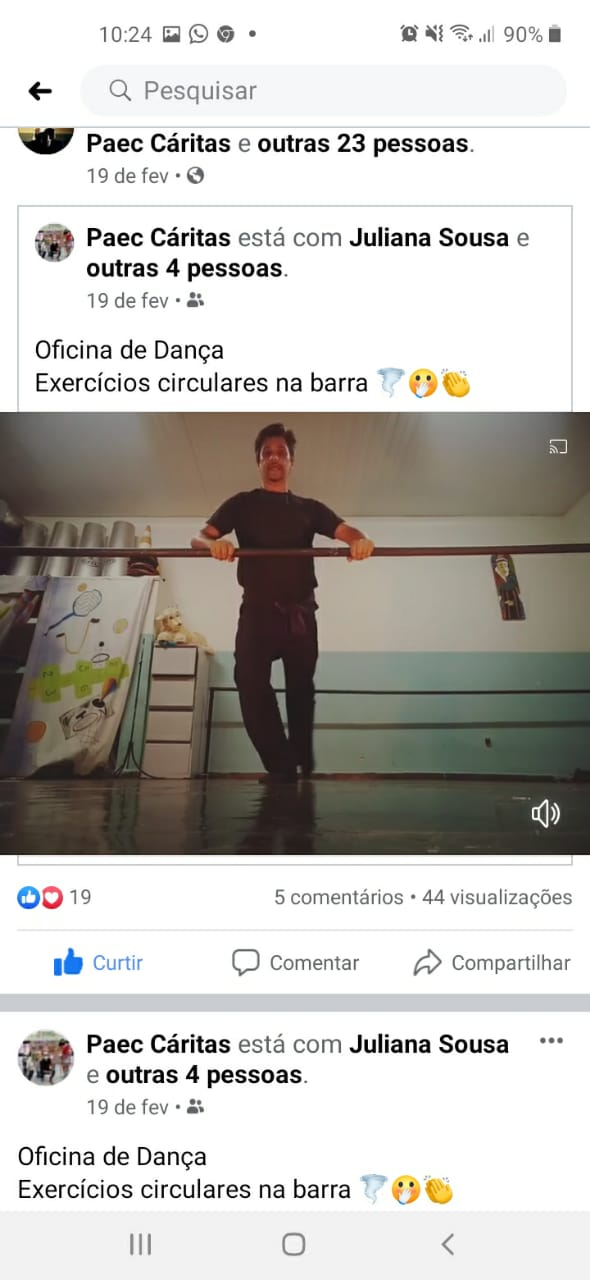 10:24
90%
Pesquisar
Paec Cáritas e outras 23 pessoas.
19 de fev •
Paec Cáritas está com Juliana Sousa e
outras 4 pessoas.
19 de fev •
Oficina de Dança
Exercícios circulares na barra 🌪️🤭👏
19
5 comentários • 44 visualizações
Curtir
Comentar
Compartilhar
Paec Cáritas está com Juliana Sousa
e outras 4 pessoas.
19 de fev •
Oficina de Dança
Exercícios circulares na barra 🌪️🤭👏